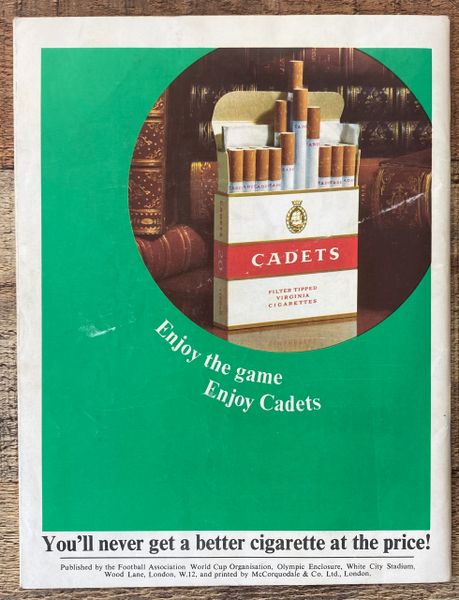 CADETS
FILTER TIPPED
VIRGINIA
CIGARETTES
CADETS
20
Enjoy the game
Enjoy Cadets
You'll never get a better cigarette at the price!
Published by the Football Association World Cup Organisation, Olympic Enclosure, White City Stadium,
Wood Lane, London, W.12, and printed by McCorquodale & Co. Ltd., London.